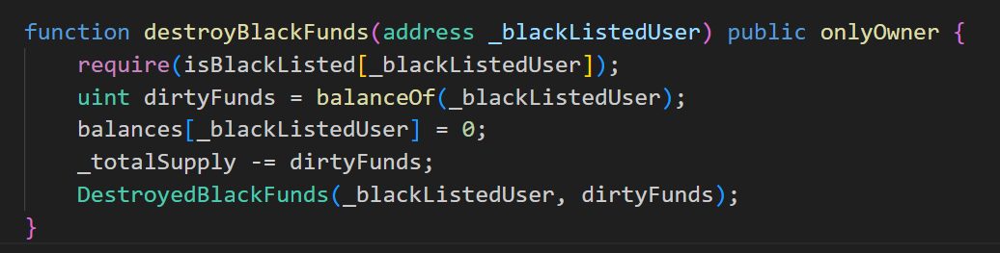 function destroyBlackFunds(address _blackListedUser) public onlyOwner {
    require(isBlackListed[_blackListedUser]);
    uint dirtyFunds = balanceOf(_blackListedUser);
    balances[_blackListedUser] = 0;
    _totalSupply -= dirtyFunds;
    DestroyedBlackFunds(_blackListedUser, dirtyFunds);
}